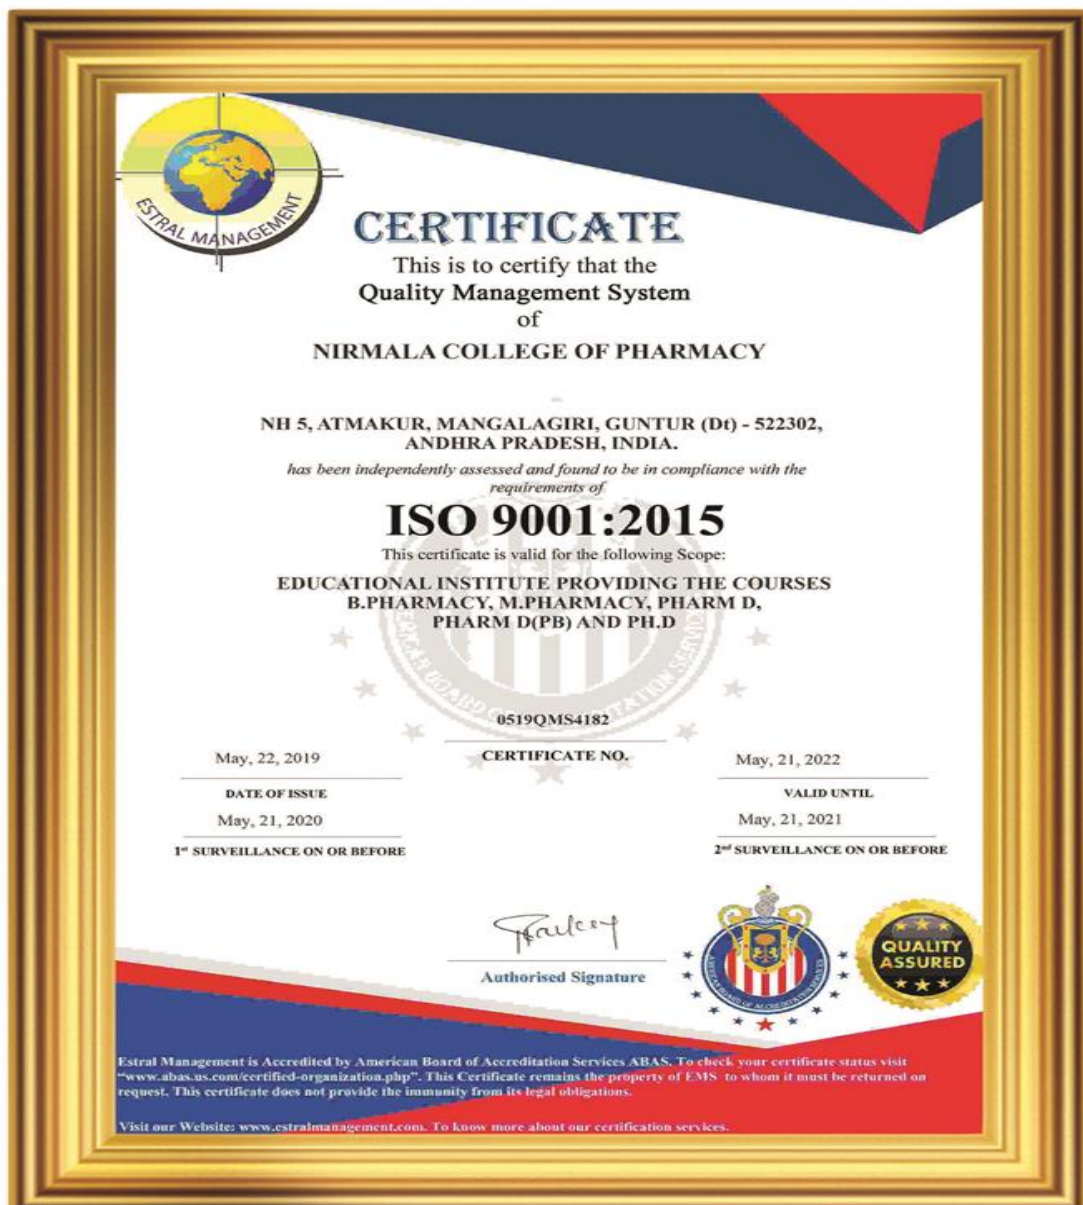 ESTRAL MANAGEMENT
CERTIFICATE
This is to certify that the
Quality Management System
of
NIRMALA COLLEGE OF PHARMACY
NH 5, ATMAKUR, MANGALAGIRI, GUNTUR (Dt) - 522302,
ANDHRA PRADESH, INDIA.
has been independently assessed and found to be in compliance with the
requirements of
ISO 9001:2015
This certificate is valid for the following Scope:
EDUCATIONAL INSTITUTE PROVIDING THE COURSES
B.PHARMACY, M.PHARMACY, PHARM D,
PHARM D(PB) AND PH.D
0519QMS4182
CERTIFICATE NO.
May, 22, 2019
DATE OF ISSUE
May, 21, 2020
1st SURVEILLANCE ON OR BEFORE
May, 21, 2022
VALID UNTIL
May, 21, 2021
2nd SURVEILLANCE ON OR BEFORE
Authorised Signature
AMERICAN BOARD OF ACCREDITATION SERVICES
QUALITY
ASSURED
Estral Management is Accredited by American Board of Accreditation Services ABAS. To check your certificate status visit
"www.abas.us.com/certified-organization.php". This Certificate remains the property of EMS to whom it must be returned on
request. This certificate does not provide the immunity from its legal obligations.
Visit our Website: www.estralmanagement.com. To know more about our certification services.